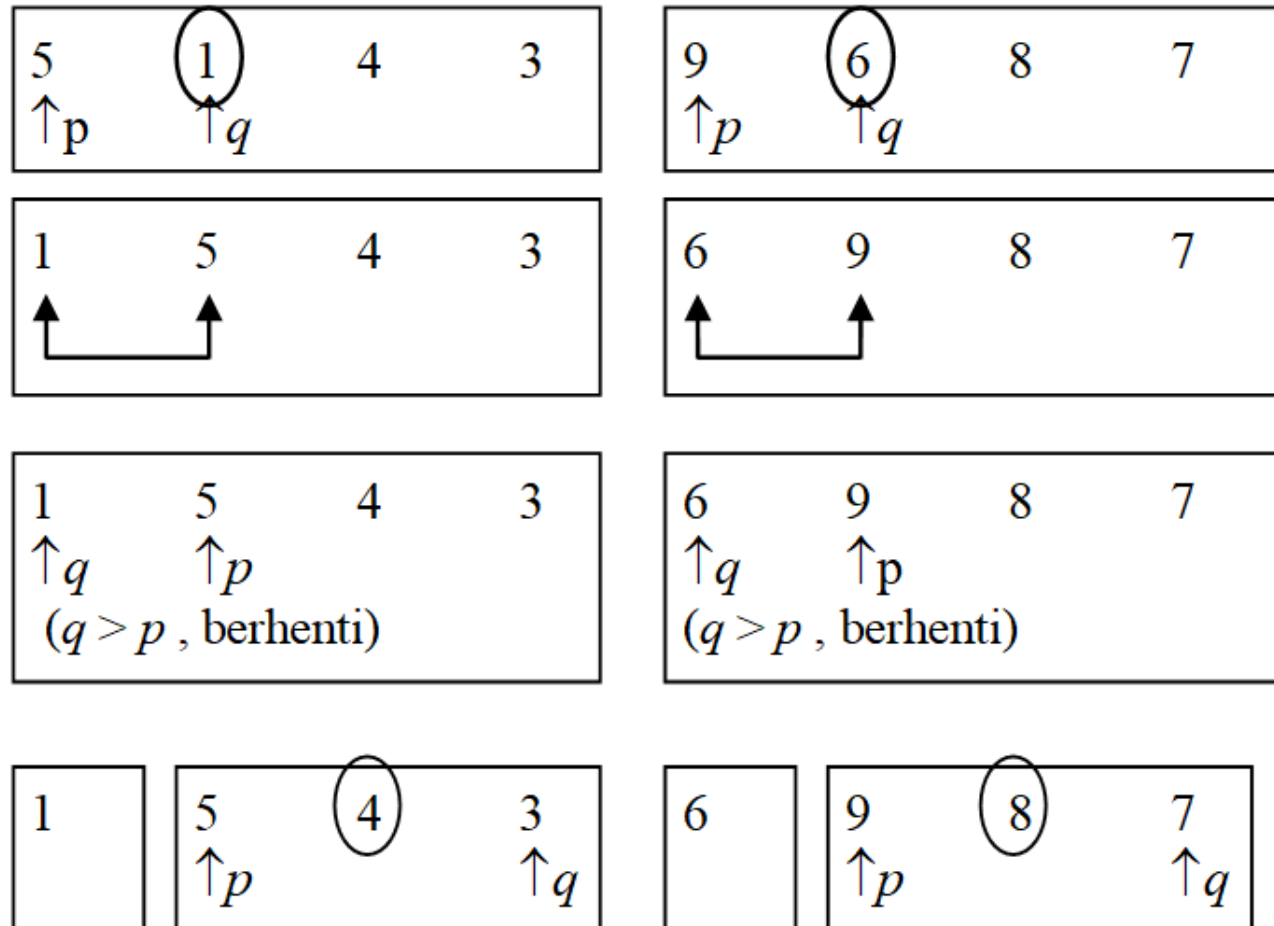 5 1 4 3
↑p ↑q
9 6 8 7
↑p ↑q
1 5 4 3
6 9 8 7
1 5 4 3
↑q ↑p
(q > p , berhenti)
6 9 8 7
↑q ↑p
(q > p , berhenti)
1
5 4 3
↑p ↑q
6
9 8 7
↑p ↑q